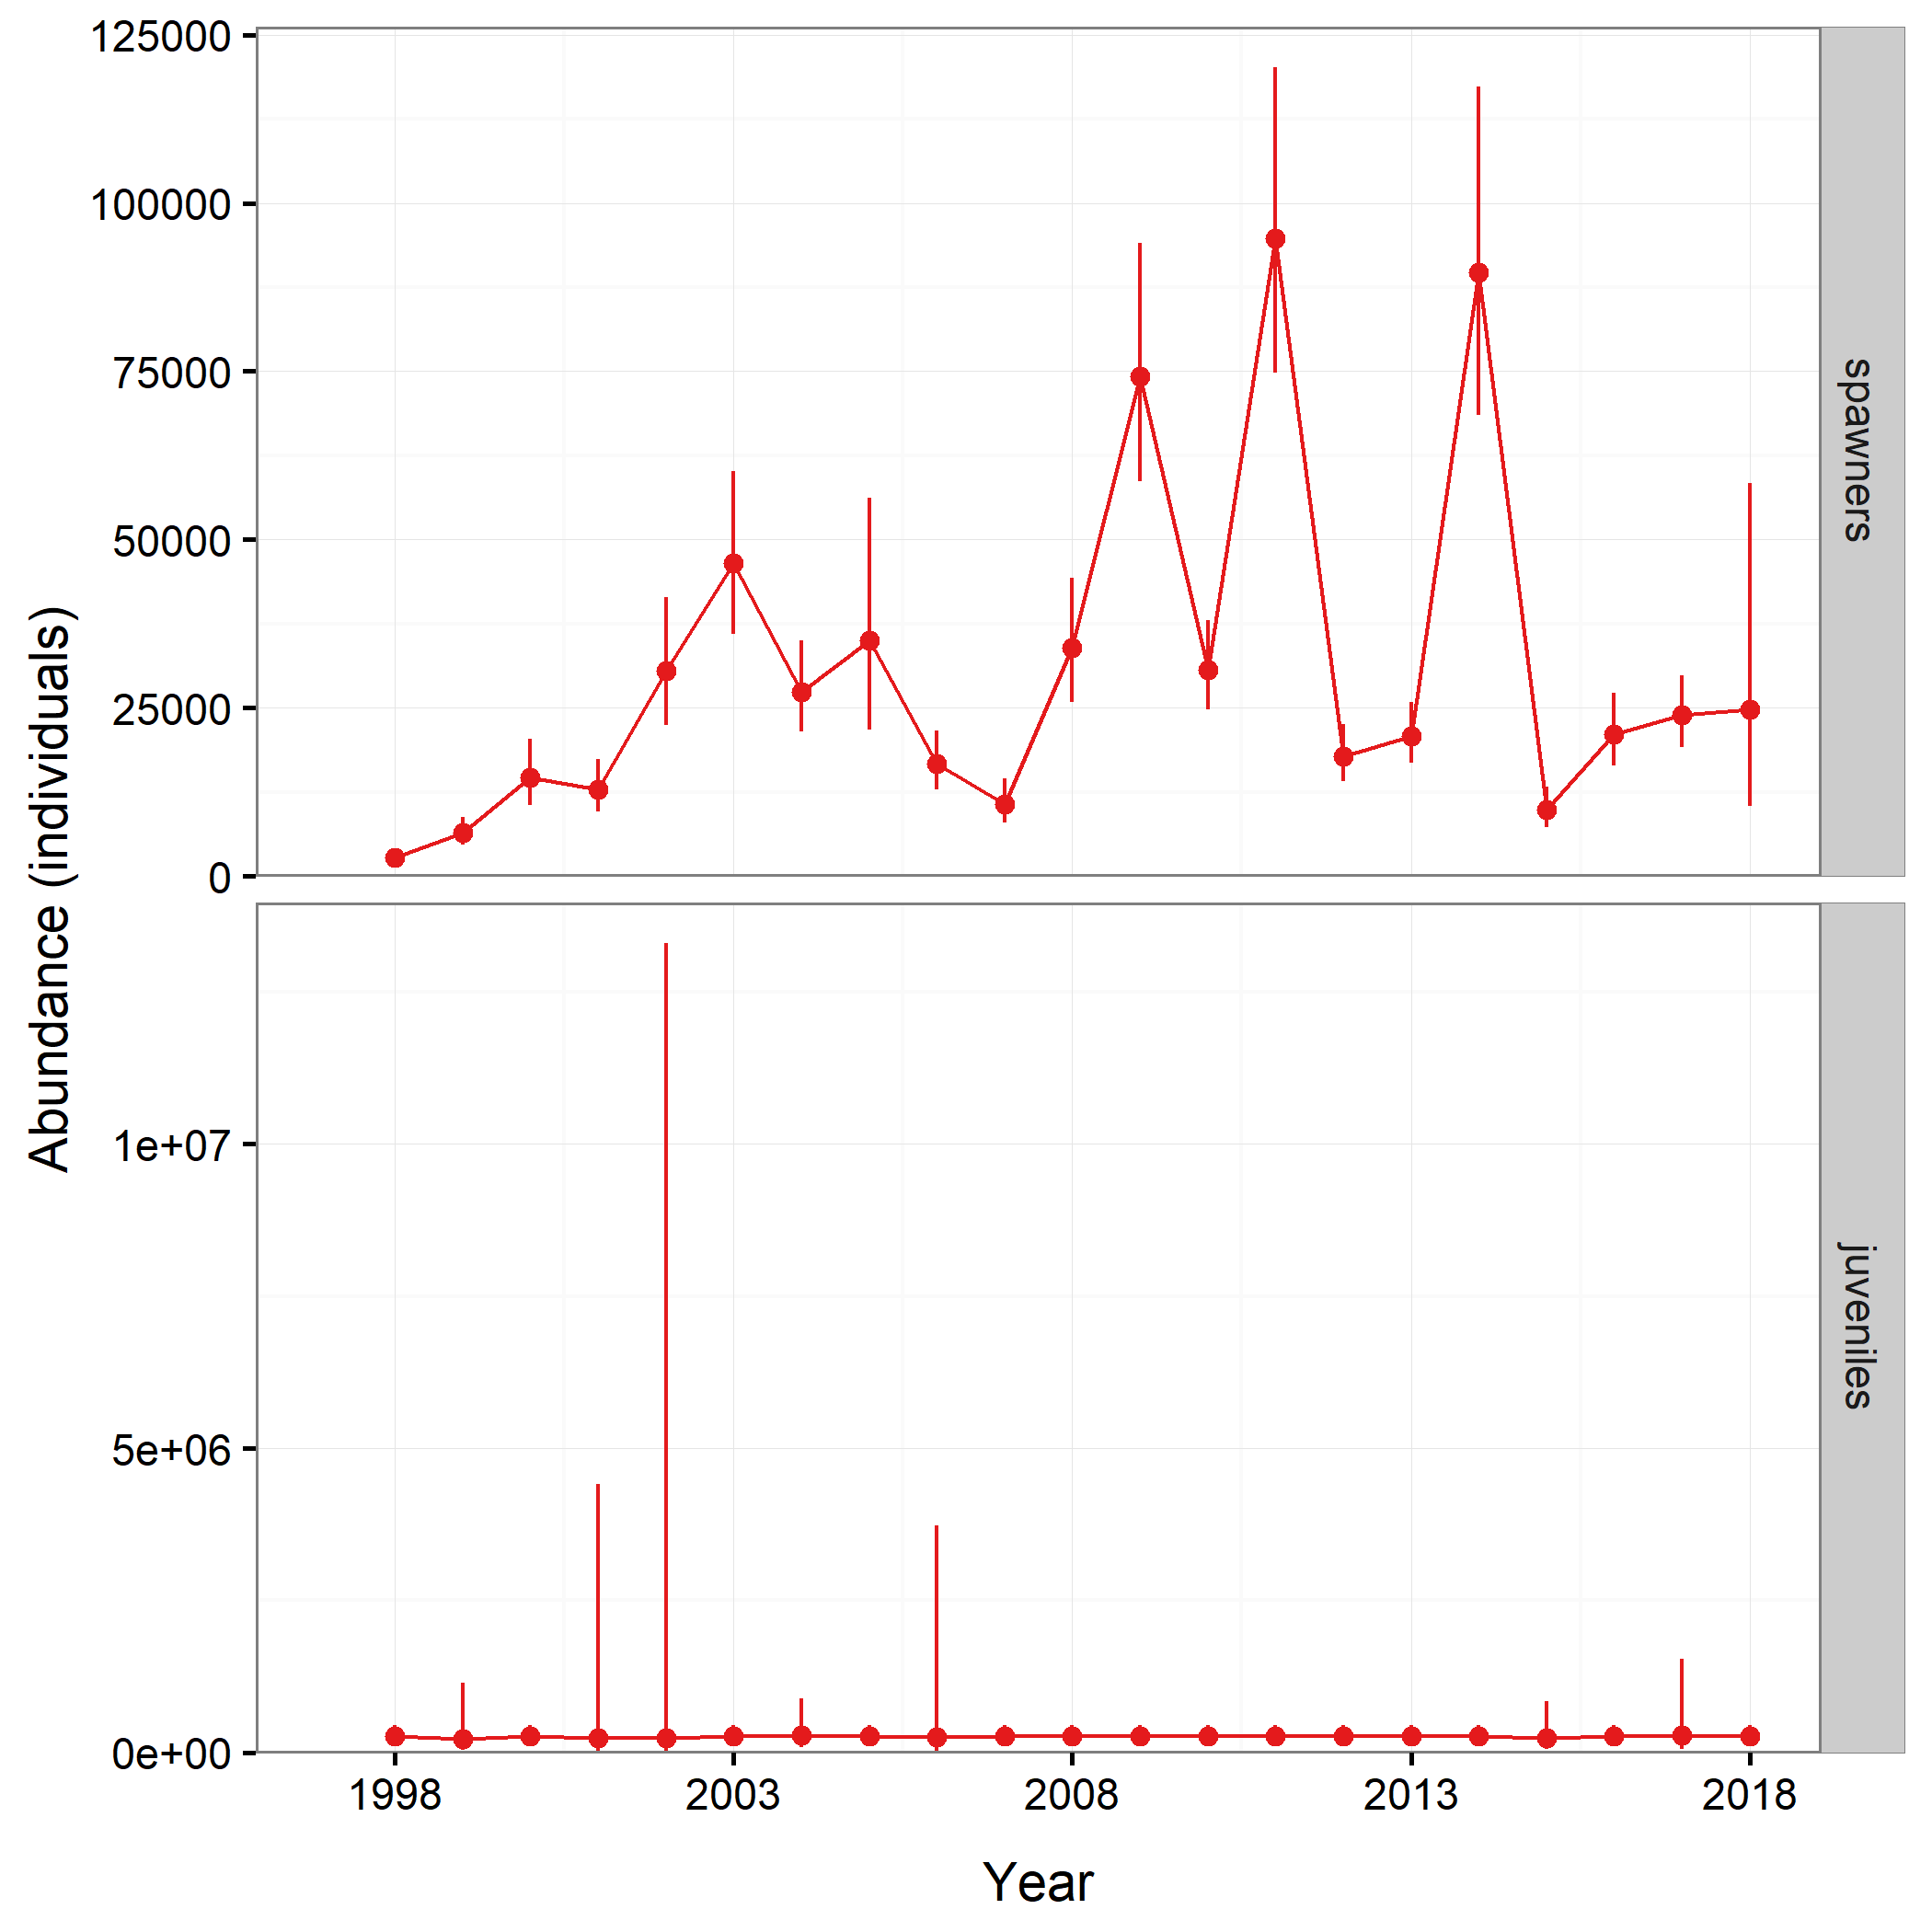 125000
100000
75000
50000
25000
0
spawners
Abundance (individuals)
1e+07
5e+06
0e+00
juveniles
1998 2003 2008 2013 2018
Year